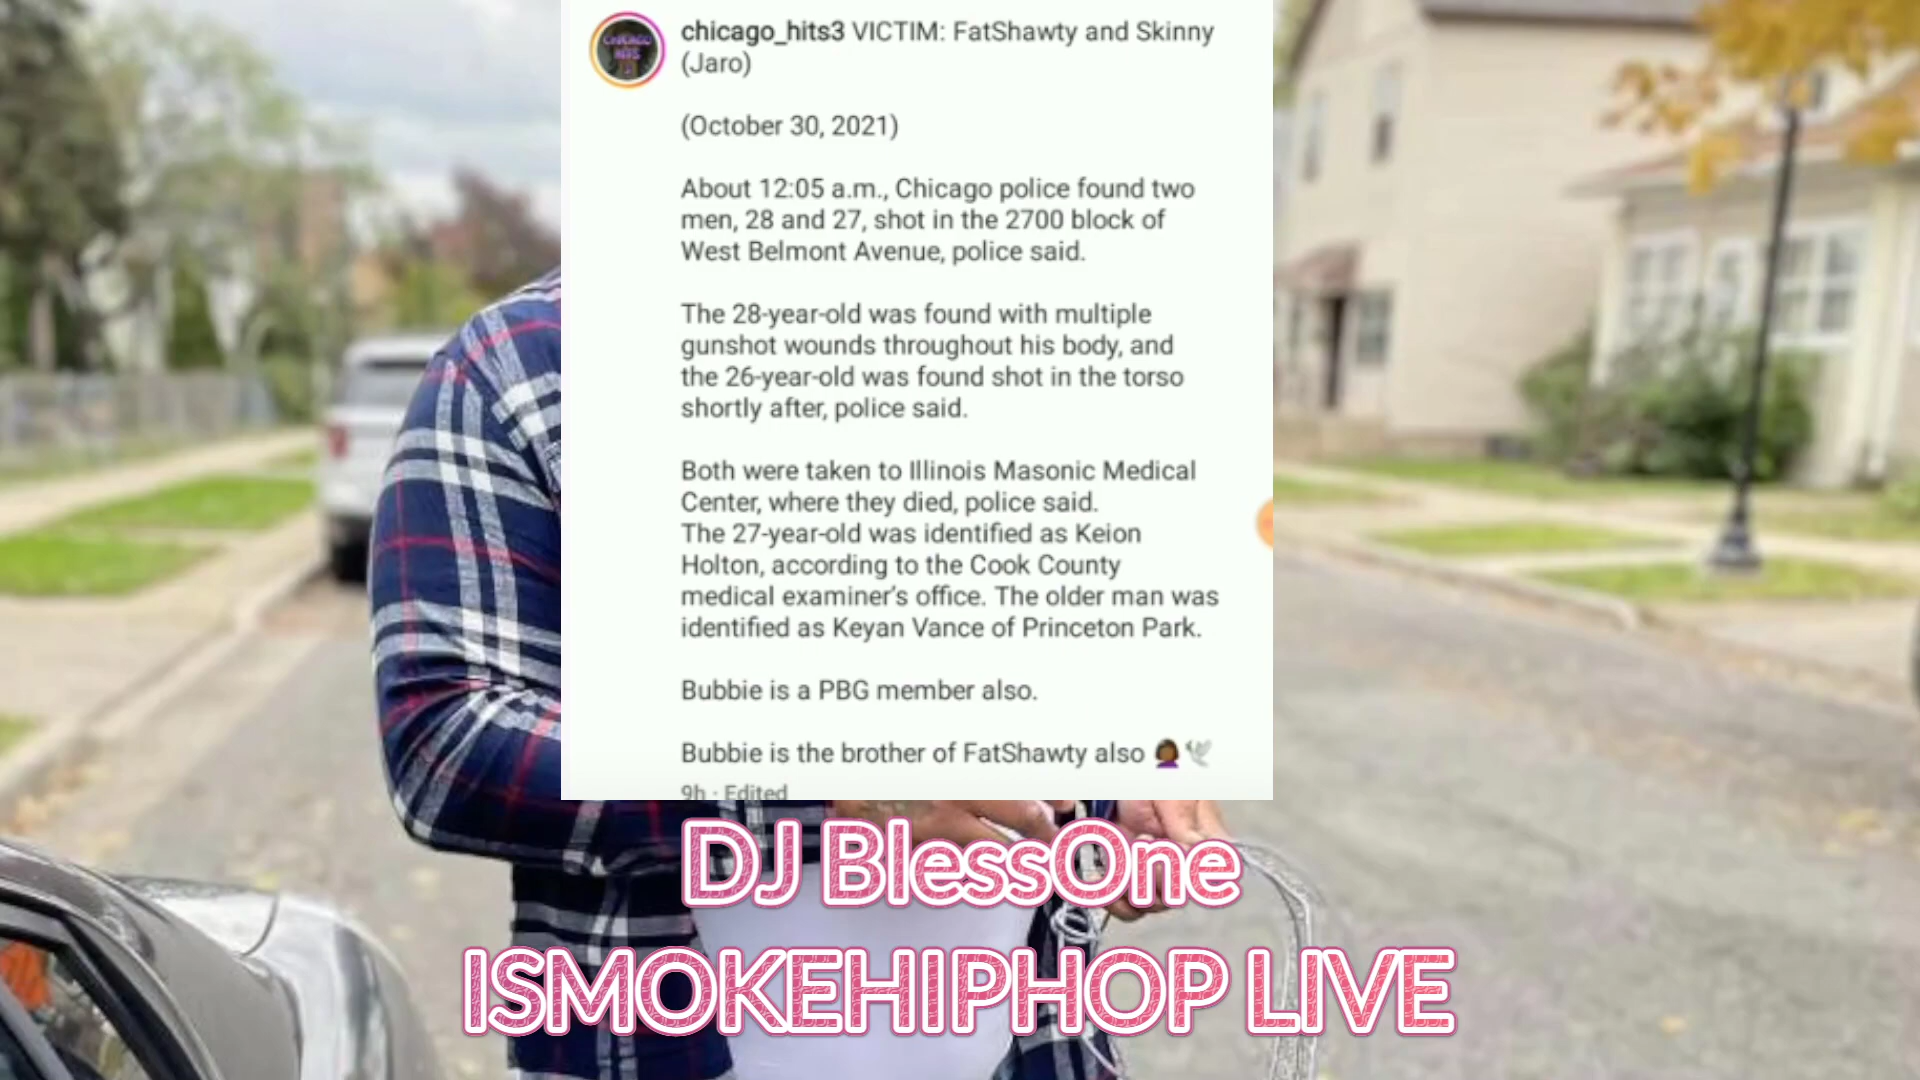 chicago_hits3 VICTIM: FatShawty and Skinny
(Jaro)
(October 30, 2021)
About 12:05 a.m., Chicago police found two
men, 28 and 27, shot in the 2700 block of
West Belmont Avenue, police said.
The 28-year-old was found with multiple
gunshot wounds throughout his body, and
the 26-year-old was found shot in the torso
shortly after, police said.
Both were taken to Illinois Masonic Medical
Center, where they died, police said.
The 27-year-old was identified as Keion
Holton, according to the Cook County
medical examiner's office. The older man was
identified as Keyan Vance of Princeton Park.
Bubbie is a PBG member also.
Bubbie is the brother of FatShawty also 🤦🏾‍♀️🕊
9h · Edited
DJ BlessOne
ISMOKEHIPHOP LIVE